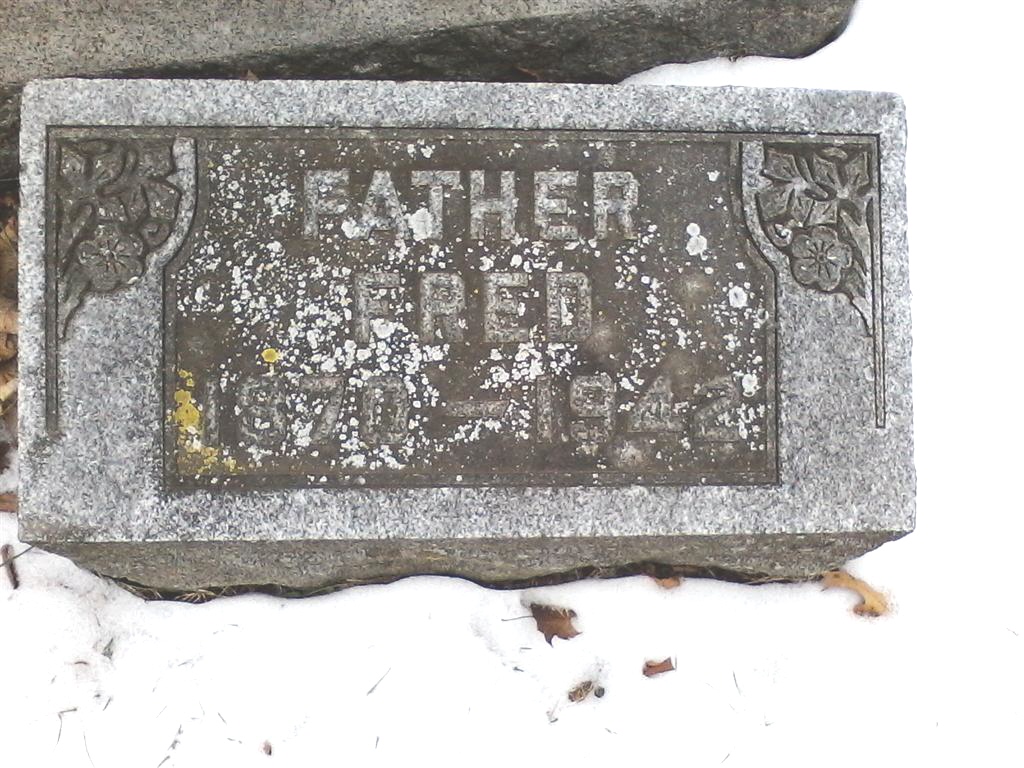 FATHER
FRED
1870 — 1942